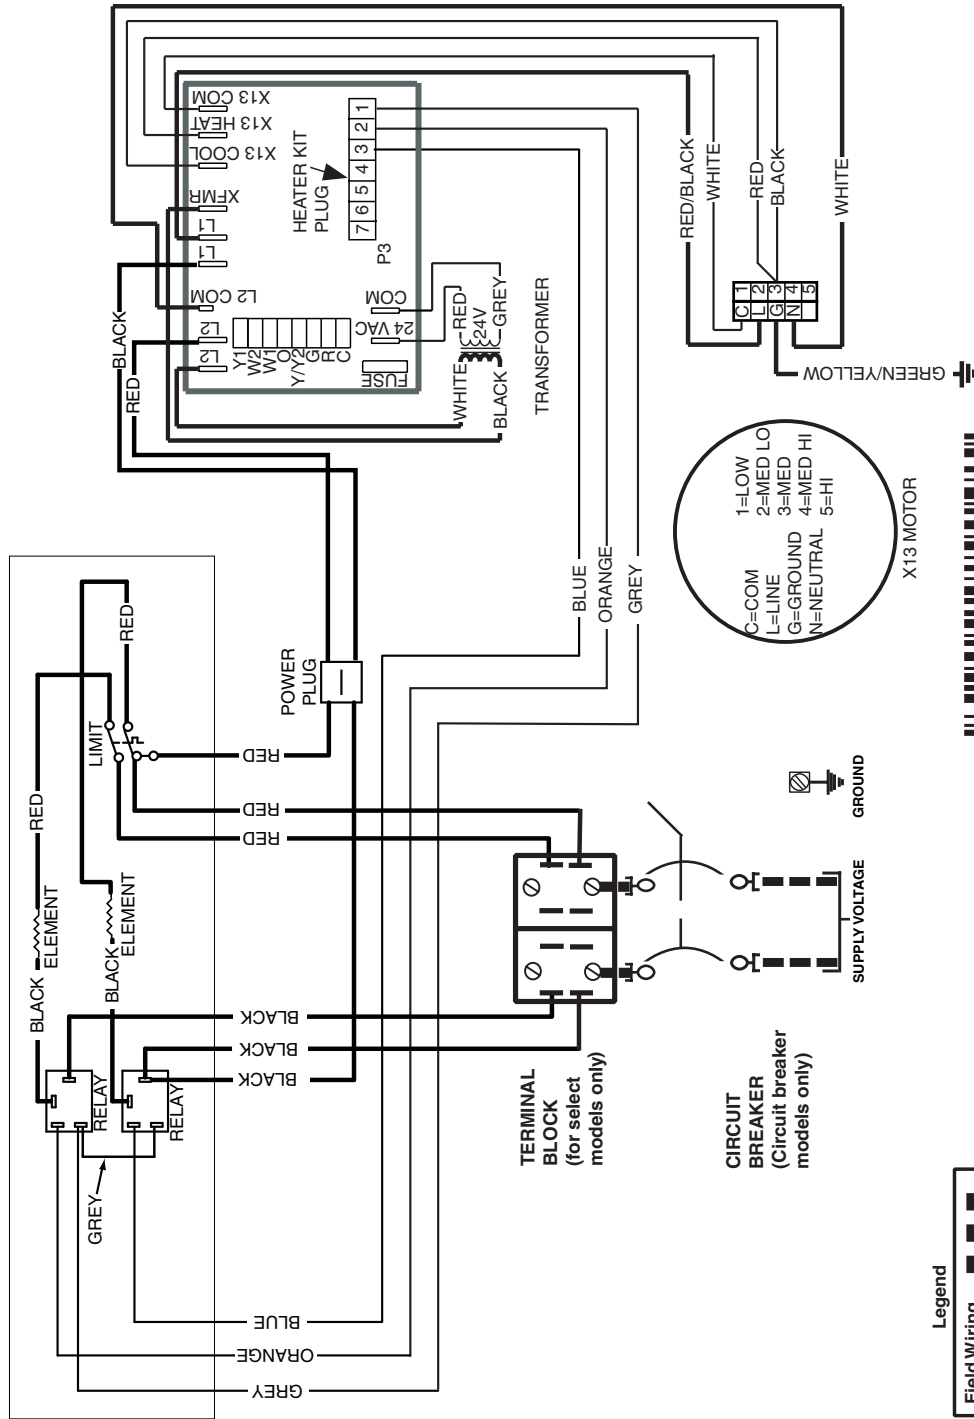 X13 COM
X13 HEAT
X13 COOL
XFMR
L1
L1
L2 COM
L2
L2
HEATER KIT
PLUG
7 6 5 4 3 2 1
P3
Y1
W2
W1
O
Y/Y2
G
R
C
COM
24 VAC
FUSE
BLACK
RED
WHITE
RED
24V
BLACK
GREY
TRANSFORMER
RED/BLACK
WHITE
RED
BLACK
WHITE
C 1
L 2
G 3
N 4
5
GREEN/YELLOW
1=LOW
2=MED LO
3=MED
4=MED HI
5=HI
C=COM
L=LINE
G=GROUND
N=NEUTRAL
X13 MOTOR
BLUE
ORANGE
GREY
POWER
PLUG
RED
LIMIT
RED
RED
RED
RED
ELEMENT
ELEMENT
BLACK
BLACK
BLACK
BLACK
BLACK
RELAY
RELAY
GREY
BLUE
ORANGE
GREY
TERMINAL
BLOCK
(for select
models only)
CIRCUIT
BREAKER
(Circuit breaker
models only)
SUPPLY VOLTAGE
GROUND
Legend
Field Wiring